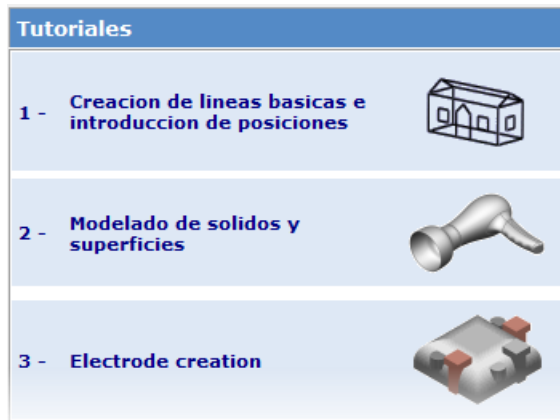 Tutoriales
1 - Creacion de lineas basicas e
introduccion de posiciones
2 - Modelado de solidos y
superficies
3 - Electrode creation